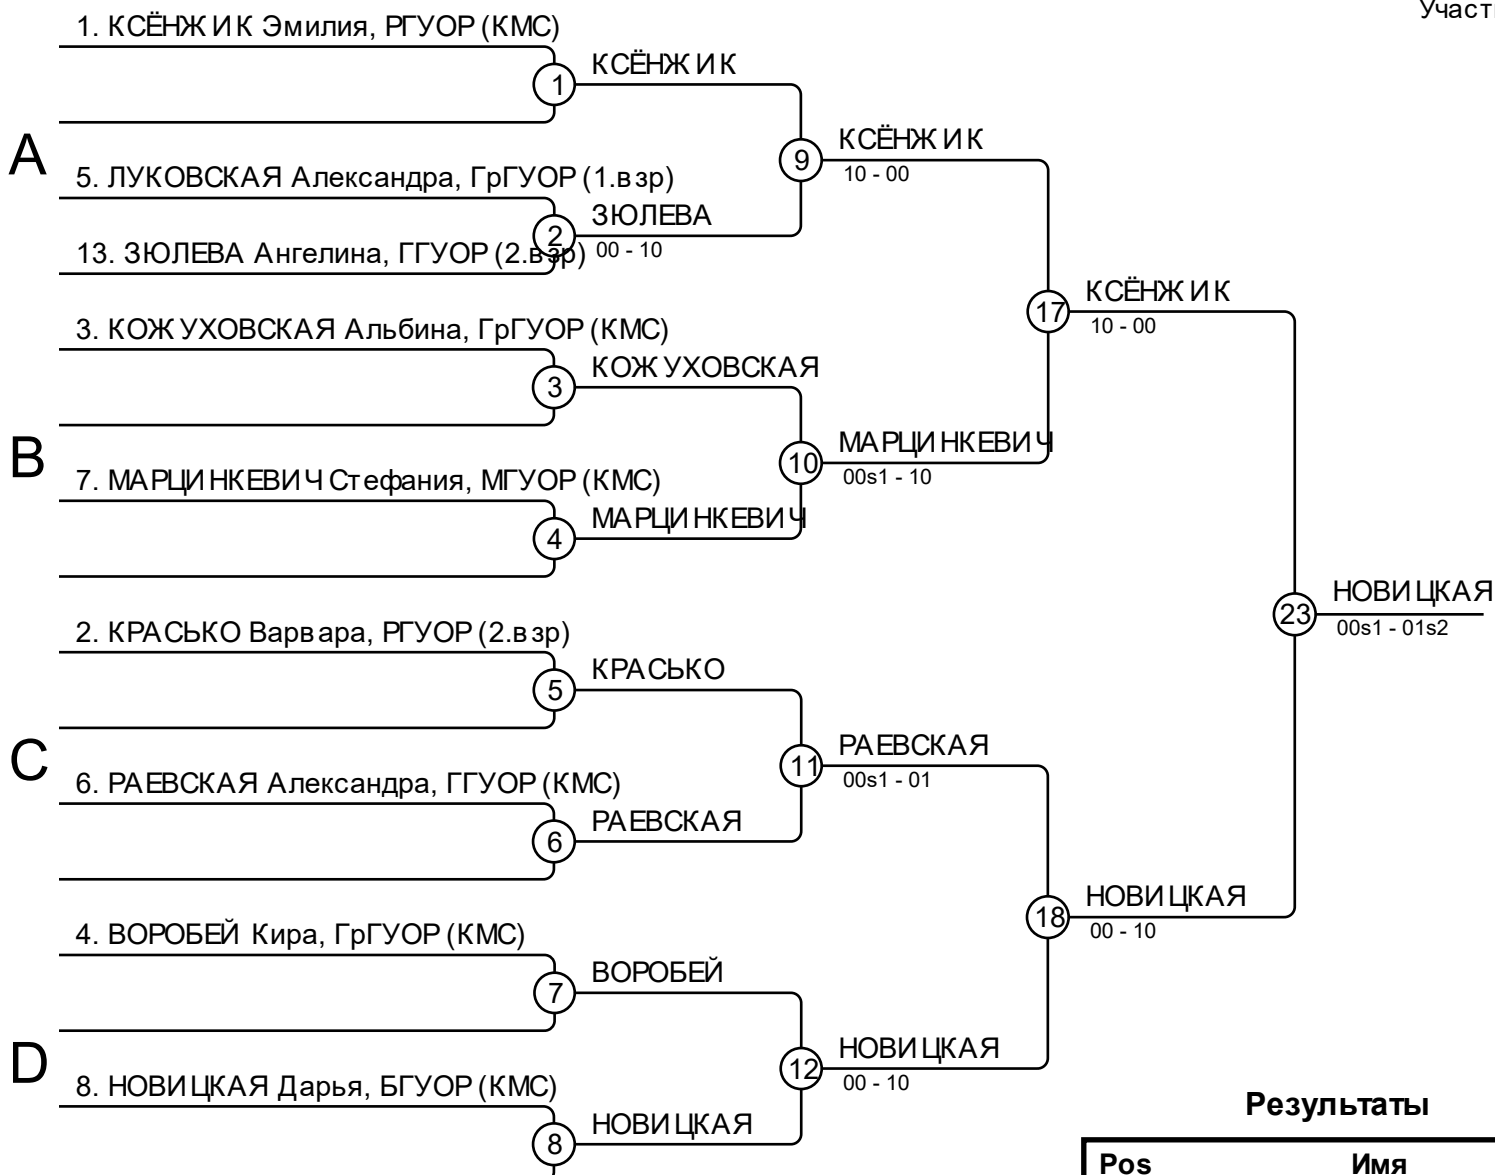 Участ
1. КСЁНЖИК Эмилия, РГУОР (КМС)
1
КСЁНЖИК
A
9
КСЁНЖИК
10 - 00
5. ЛУКОВСКАЯ Александра, ГрГУОР (1.взр)
2
ЗЮЛЕВА
00 - 10
13. ЗЮЛЕВА Ангелина, ГГУОР (2.взр)
17
КСЁНЖИК
10 - 00
3. КОЖУХОВСКАЯ Альбина, ГрГУОР (КМС)
3
КОЖУХОВСКАЯ
B
10
МАРЦИНКЕВИЧ
00s1 - 10
7. МАРЦИНКЕВИЧ Стефания, МГУОР (КМС)
4
МАРЦИНКЕВИЧ
23
НОВИЦКАЯ
00s1 - 01s2
2. КРАСЬКО Варвара, РГУОР (2.взр)
5
КРАСЬКО
C
11
РАЕВСКАЯ
00s1 - 01
6. РАЕВСКАЯ Александра, ГГУОР (КМС)
6
РАЕВСКАЯ
18
НОВИЦКАЯ
00 - 10
4. ВОРОБЕЙ Кира, ГрГУОР (КМС)
7
ВОРОБЕЙ
D
12
НОВИЦКАЯ
00 - 10
8. НОВИЦКАЯ Дарья, БГУОР (КМС)
8
НОВИЦКАЯ
Результаты
Pos Имя